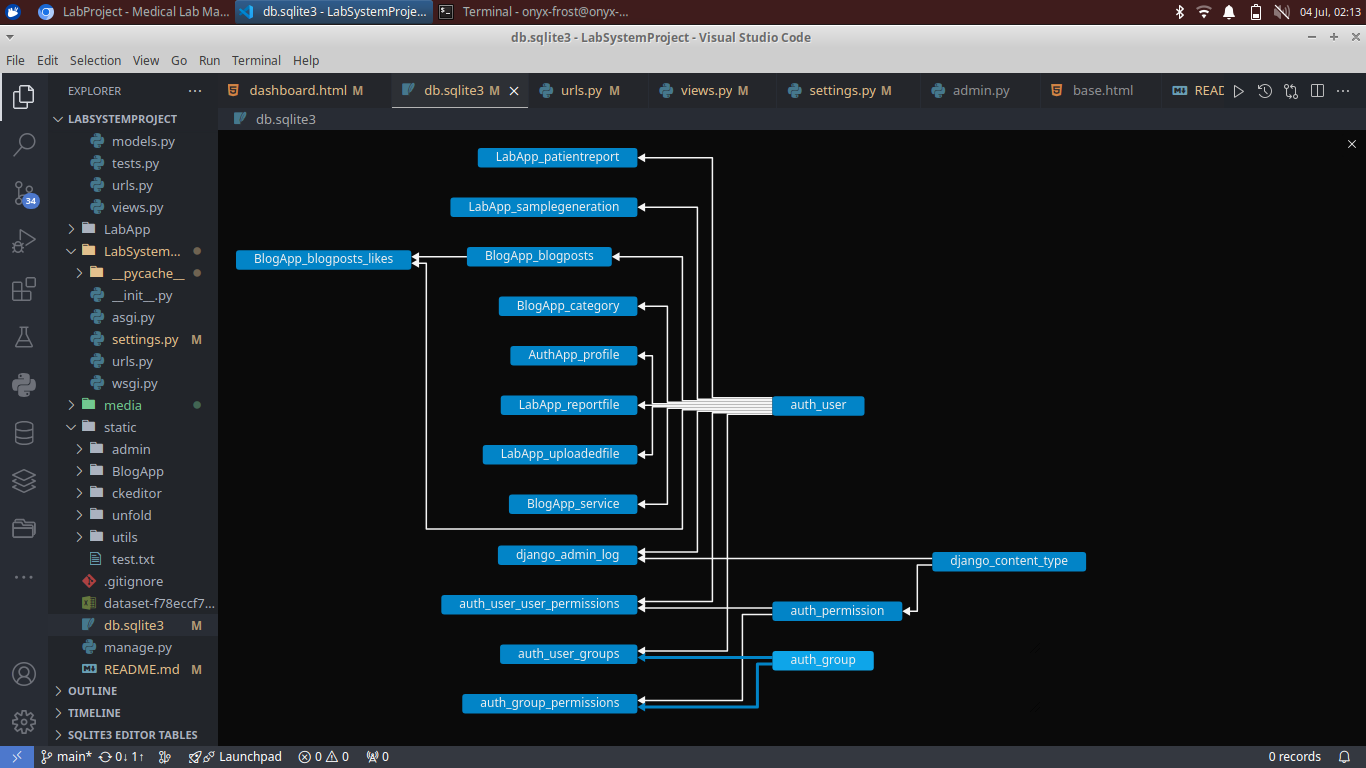 LabProject - Medical Lab Ma...
db.sqlite3 - LabSystemProje...
Terminal - onyx-frost@onyx-...
04 Jul, 02:13
db.sqlite3 - LabSystemProject - Visual Studio Code
File Edit Selection View Go Run Terminal Help
EXPLORER
dashboard.html M
db.sqlite3 M
urls.py M
views.py M
settings.py M
admin.py
base.html
READ
LABSYSTEMPROJECT
db.sqlite3
models.py
tests.py
urls.py
views.py
LabApp
LabSystem...
__pycache__
__init__.py
asgi.py
settings.py M
urls.py
wsgi.py
media
static
admin
BlogApp
ckeditor
unfold
utils
test.txt
.gitignore
dataset-f78eccf7...
db.sqlite3 M
manage.py
README.md M
OUTLINE
TIMELINE
SQLITE3 EDITOR TABLES
34
LabApp_patientreport
LabApp_samplegeneration
BlogApp_blogposts_likes
BlogApp_blogposts
BlogApp_category
AuthApp_profile
LabApp_reportfile
auth_user
LabApp_uploadedfile
BlogApp_service
django_admin_log
django_content_type
auth_user_user_permissions
auth_permission
auth_user_groups
auth_group
auth_group_permissions
main* 0↓ 1↑ Launchpad 0 0 0
0 records